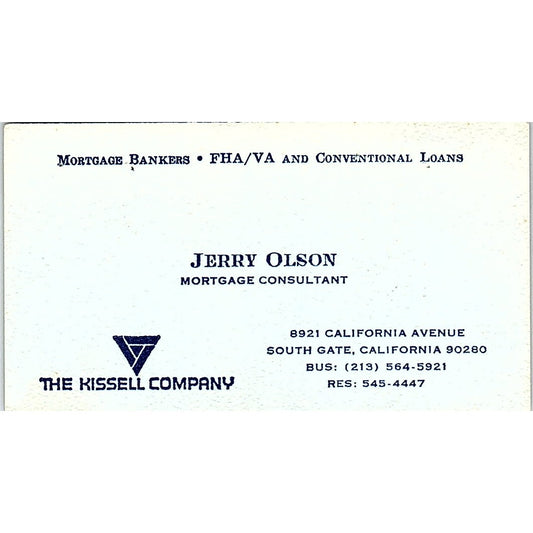 MORTGAGE BANKERS • FHA/VA AND CONVENTIONAL LOANS
JERRY OLSON
MORTGAGE CONSULTANT
THE KISSELL COMPANY
8921 CALIFORNIA AVENUE
SOUTH GATE, CALIFORNIA 90280
BUS: (213) 564-5921
RES: 545-4447